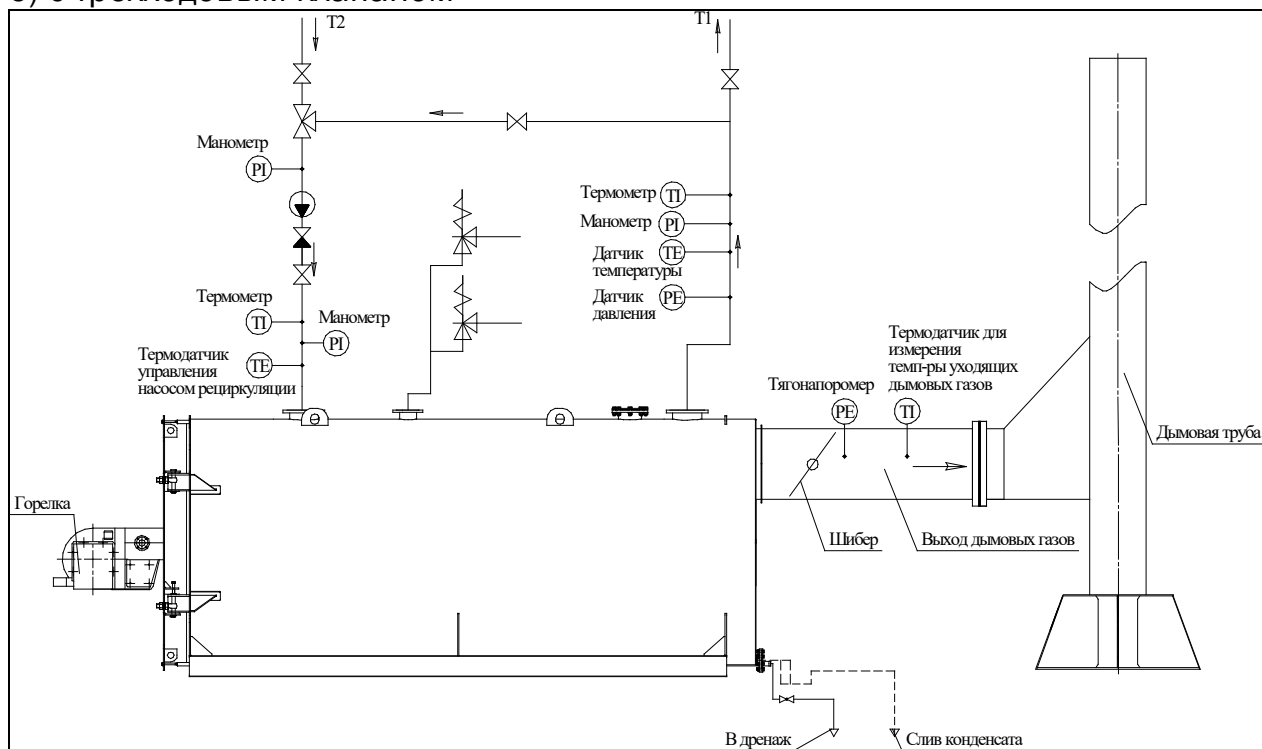 б) с трехходовым клапаном
T2
T1
Манометр
PI
Термометр
TI
Манометр
PI
Датчик
температуры
TE
Датчик
давления
PE
Термометр
TI
Манометр
PI
Термодатчик
управления
насосом рециркуляции
TE
Термодатчик для
измерения
темп-ры уходящих
дымовых газов
Тягонапоромер
PE
TI
Дымовая труба
Горелка
Шибер
Выход дымовых газов
В дренаж
Слив конденсата